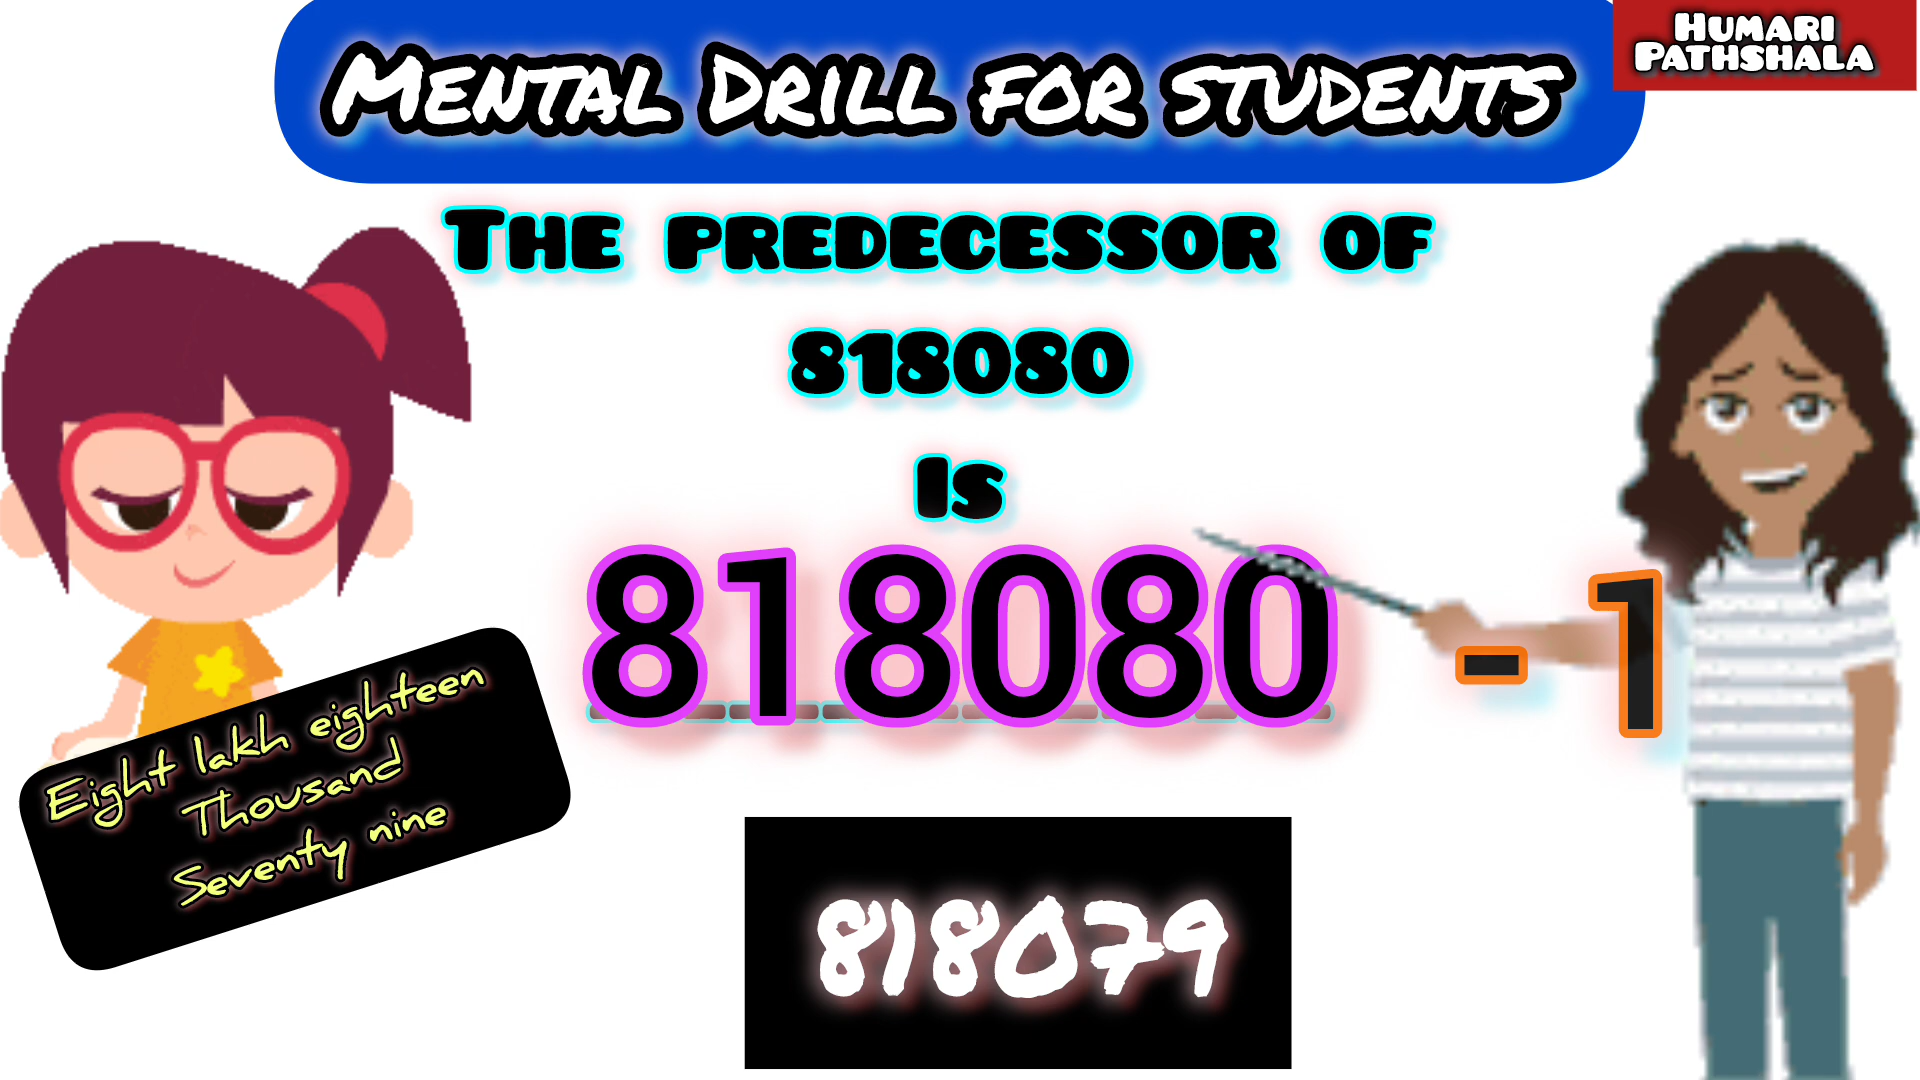 Mental Drill for students
Humari
Pathshala
The predecessor of
818080
Is
818080 - 1
Eight lakh eighteen
Thousand
Seventy nine
818079